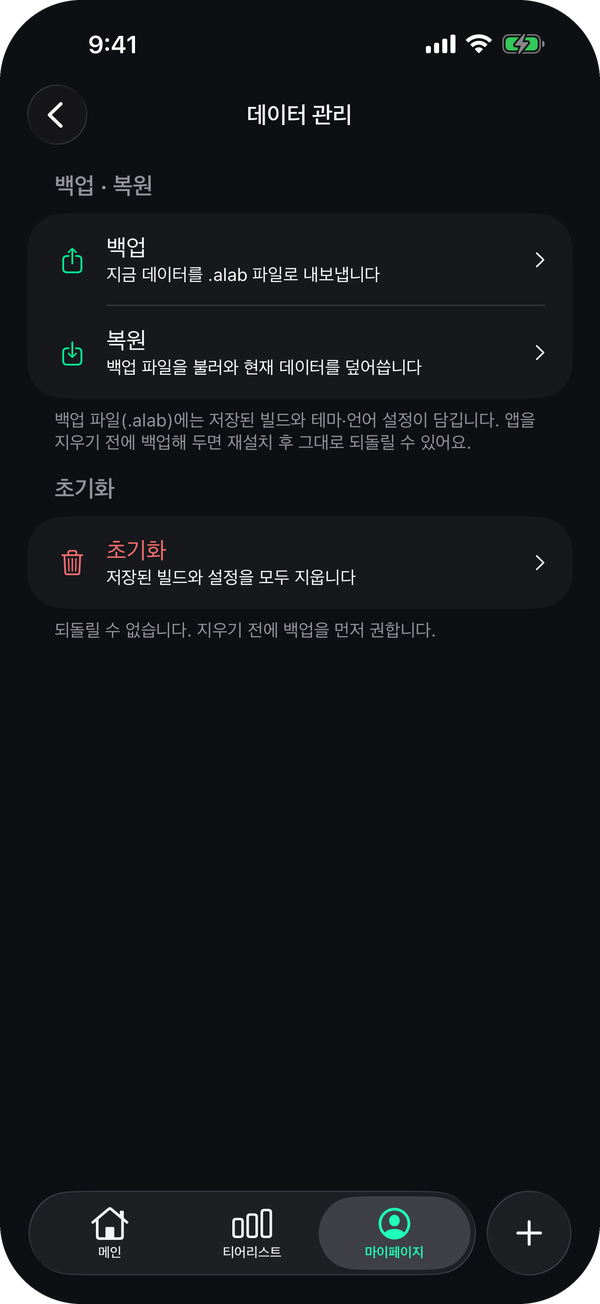 9:41
데이터 관리
백업 · 복원
백업
지금 데이터를 .alab 파일로 내보냅니다
복원
백업 파일을 불러와 현재 데이터를 덮어씁니다
백업 파일(.alab)에는 저장된 빌드와 테마·언어 설정이 담깁니다. 앱을
지우기 전에 백업해 두면 재설치 후 그대로 되돌릴 수 있어요.
초기화
초기화
저장된 빌드와 설정을 모두 지웁니다
되돌릴 수 없습니다. 지우기 전에 백업을 먼저 권합니다.
메인
티어리스트
마이페이지